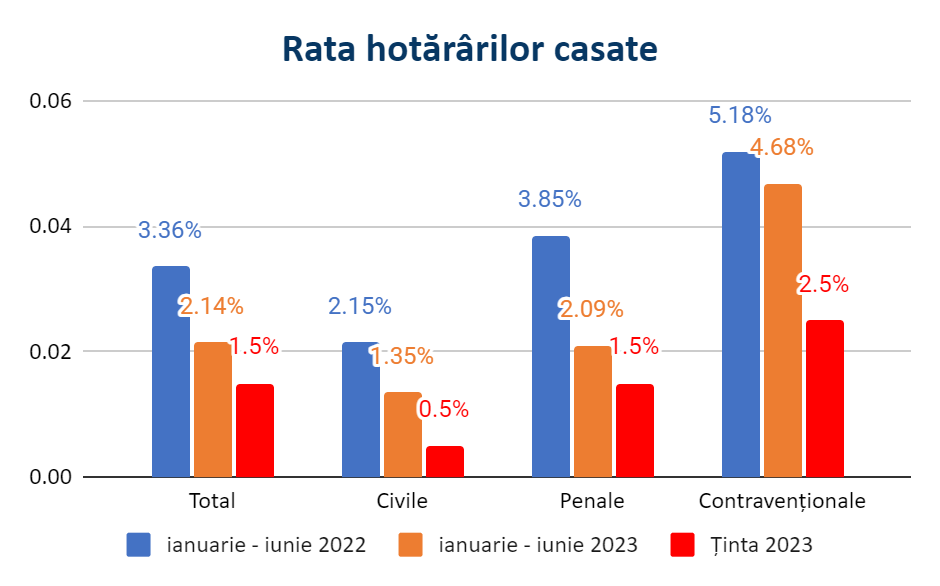 Rata hotărârilor casate
0.06
0.04
0.02
0.00
3.36%
2.14%
1.5%
2.15%
1.35%
0.5%
3.85%
2.09%
1.5%
5.18%
4.68%
2.5%
Total
Civile
Penale
Contravenționale
ianuarie - iunie 2022
ianuarie - iunie 2023
Ținta 2023